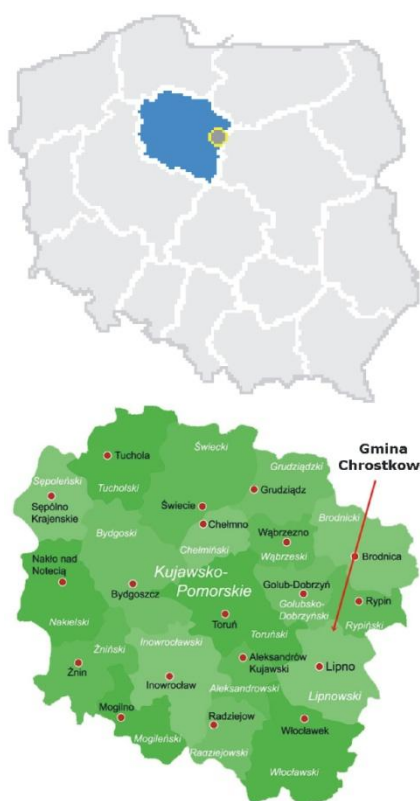 Gmina
Chrostkow
Świecki
Tuchola
Grudziądzki
Sępoleński
Tucholski
Grudziądz
Sępólno
Krajenskie
Świecie
Brodnicki
Chełmno
Bydgoski
Wąbrzezno
Chełmiński
Wąbrzeski
Brodnica
Nakło nad
Notecią
Kujawsko-
Pomorskie
Golub-Dobrzyń
Bydgoszcz
Rypin
Golubsko-
Dobrzyński
Toruń
Nakielski
Toruński
Rypiński
Inowrocławski
Żniński
Aleksandrów
Kujawski
Lipno
Żnin
Inowrocław
Aleksandrowski
Lipnowski
Mogilno
Radziejow
Włocławek
Mogileński
Radziejowski
Włocławski